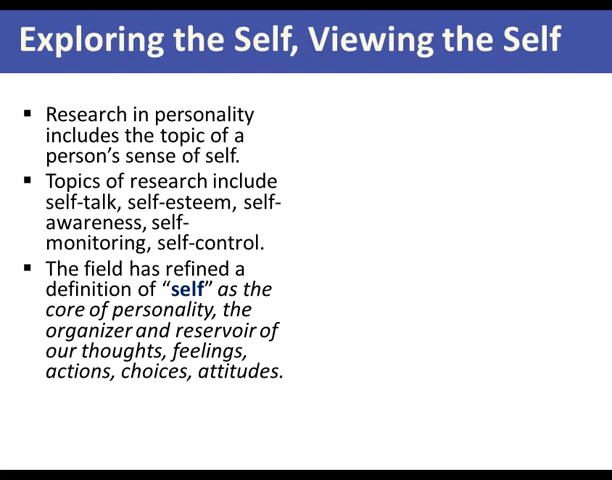 Exploring the Self, Viewing the Self
▪ Research in personality
includes the topic of a
person's sense of self.
▪ Topics of research include
self-talk, self-esteem, self-
awareness, self-
monitoring, self-control.
▪ The field has refined a
definition of “self” as the
core of personality, the
organizer and reservoir of
our thoughts, feelings,
actions, choices, attitudes.